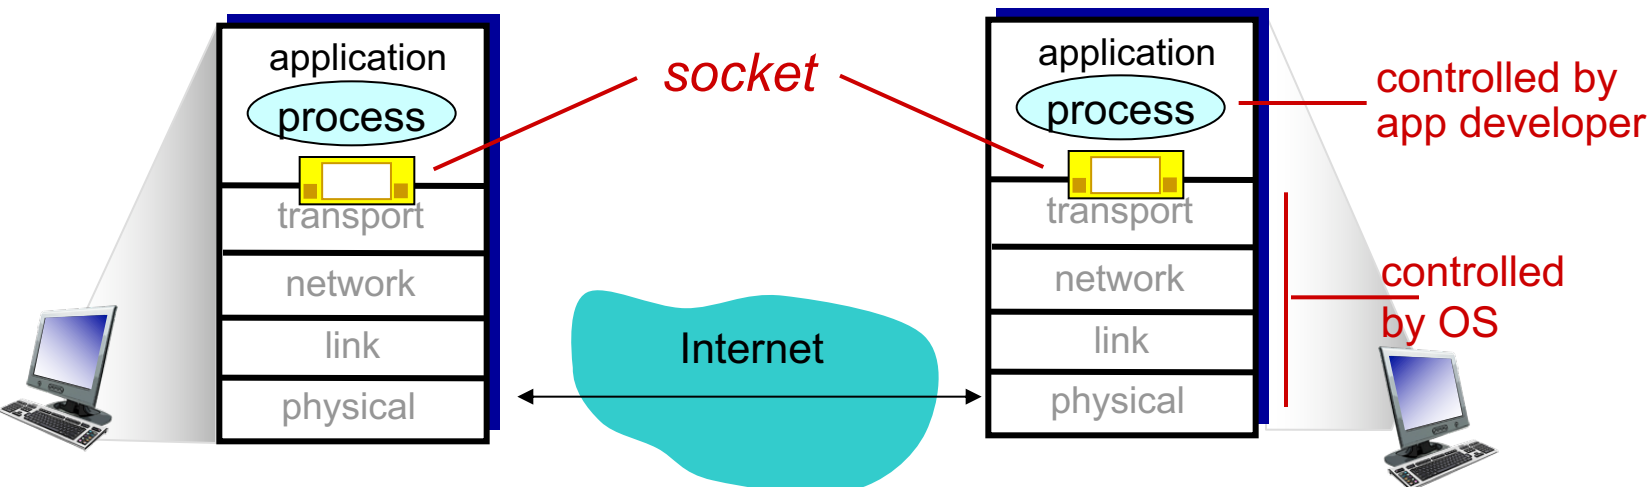 application
process
transport
network
link
physical
socket
Internet
application
process
transport
network
link
physical
controlled by
app developer
controlled
by OS